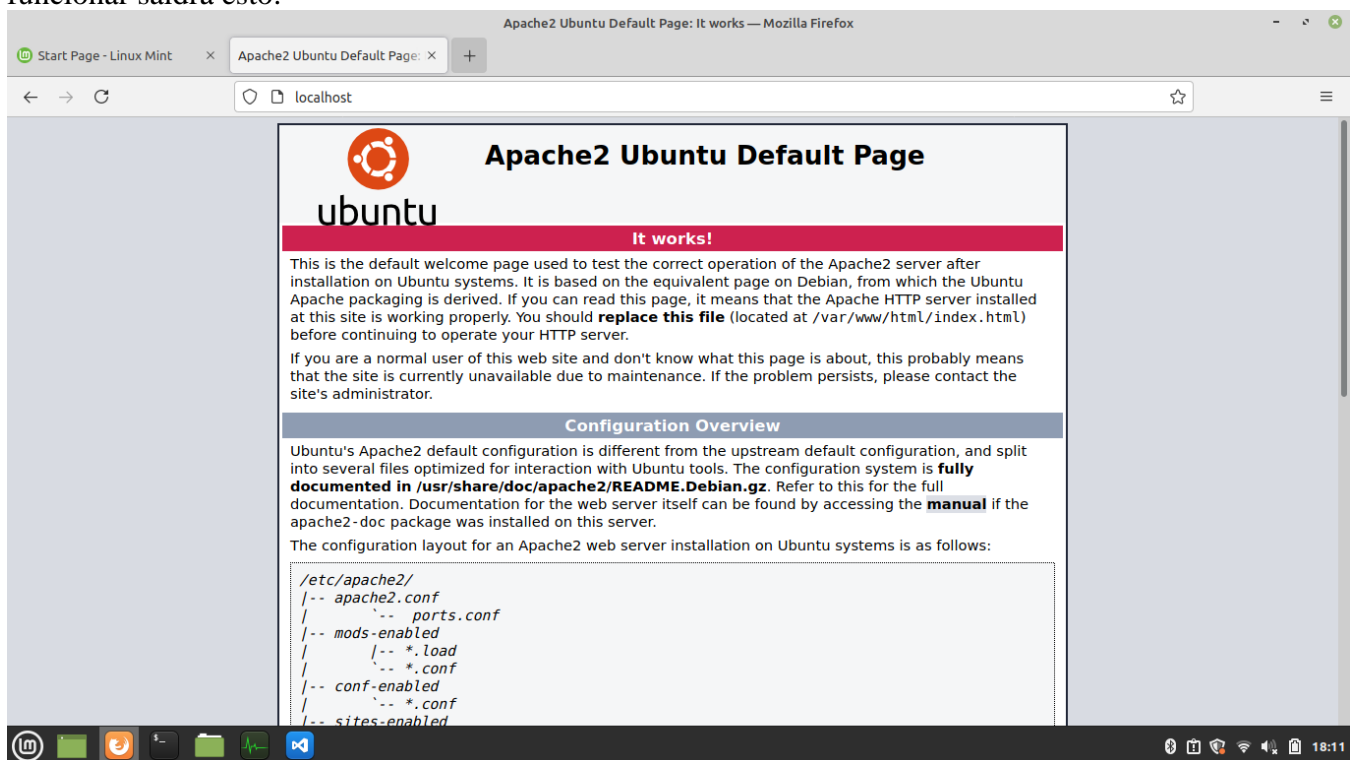 funcionar saldrá esto:
Apache2 Ubuntu Default Page: It works — Mozilla Firefox
Start Page - Linux Mint
Apache2 Ubuntu Default Page:
localhost
ubuntu
Apache2 Ubuntu Default Page
It works!
This is the default welcome page used to test the correct operation of the Apache2 server after
installation on Ubuntu systems. It is based on the equivalent page on Debian, from which the Ubuntu
Apache packaging is derived. If you can read this page, it means that the Apache HTTP server installed
at this site is working properly. You should replace this file (located at /var/www/html/index.html)
before continuing to operate your HTTP server.
If you are a normal user of this web site and don't know what this page is about, this probably means
that the site is currently unavailable due to maintenance. If the problem persists, please contact the
site's administrator.
Configuration Overview
Ubuntu's Apache2 default configuration is different from the upstream default configuration, and split
into several files optimized for interaction with Ubuntu tools. The configuration system is fully
documented in /usr/share/doc/apache2/README.Debian.gz. Refer to this for the full
documentation. Documentation for the web server itself can be found by accessing the manual if the
apache2-doc package was installed on this server.
The configuration layout for an Apache2 web server installation on Ubuntu systems is as follows:
/etc/apache2/
|-- apache2.conf
|       `--  ports.conf
|-- mods-enabled
|       |-- *.load
|       `-- *.conf
|-- conf-enabled
|       `-- *.conf
|-- sites-enabled
18:11